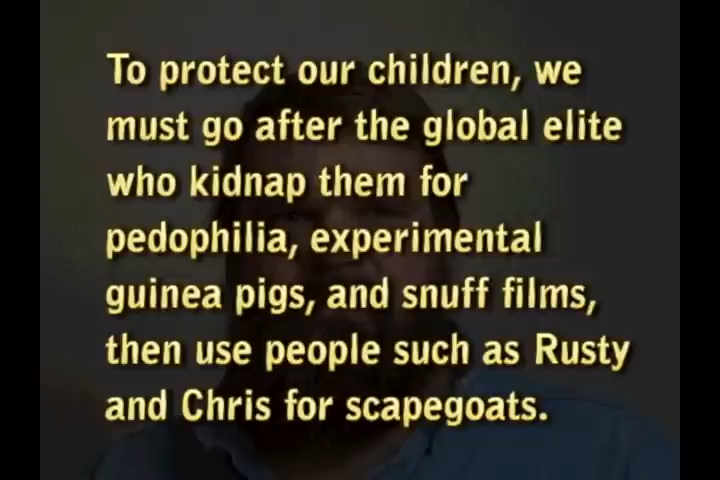 To protect our children, we
must go after the global elite
who kidnap them for
pedophilia, experimental
guinea pigs, and snuff films,
then use people such as Rusty
and Chris for scapegoats.